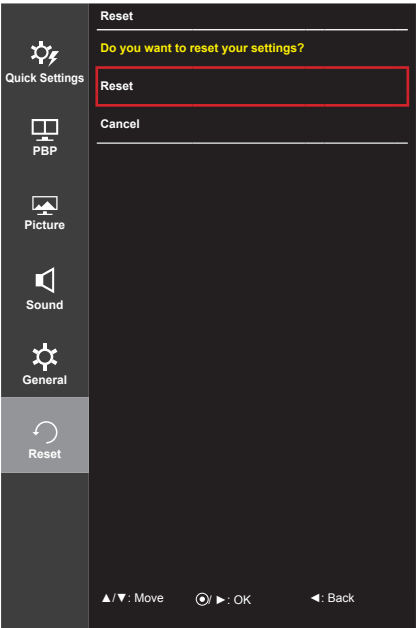 Reset
Do you want to reset your settings?
Reset
Cancel
Quick Settings
PBP
Picture
Sound
General
Reset
▲/▼: Move ◉/ ►: OK ◄: Back